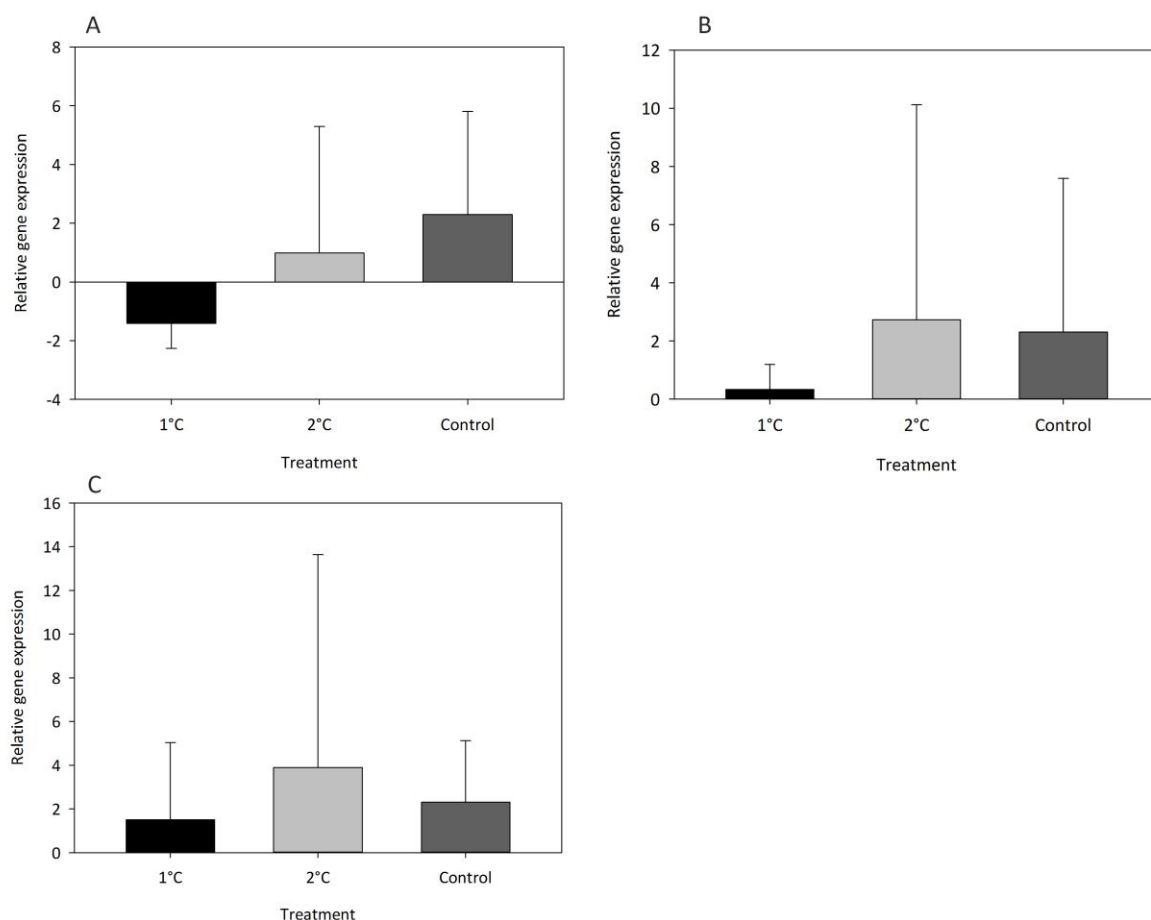 A
8
6
4
2
0
-2
-4
Relative gene expression
1°C 2°C Control
Treatment
B
12
10
8
6
4
2
0
Relative gene expression
1°C 2°C Control
Treatment
C
16
14
12
10
8
6
4
2
0
Relative gene expression
1°C 2°C Control
Treatment